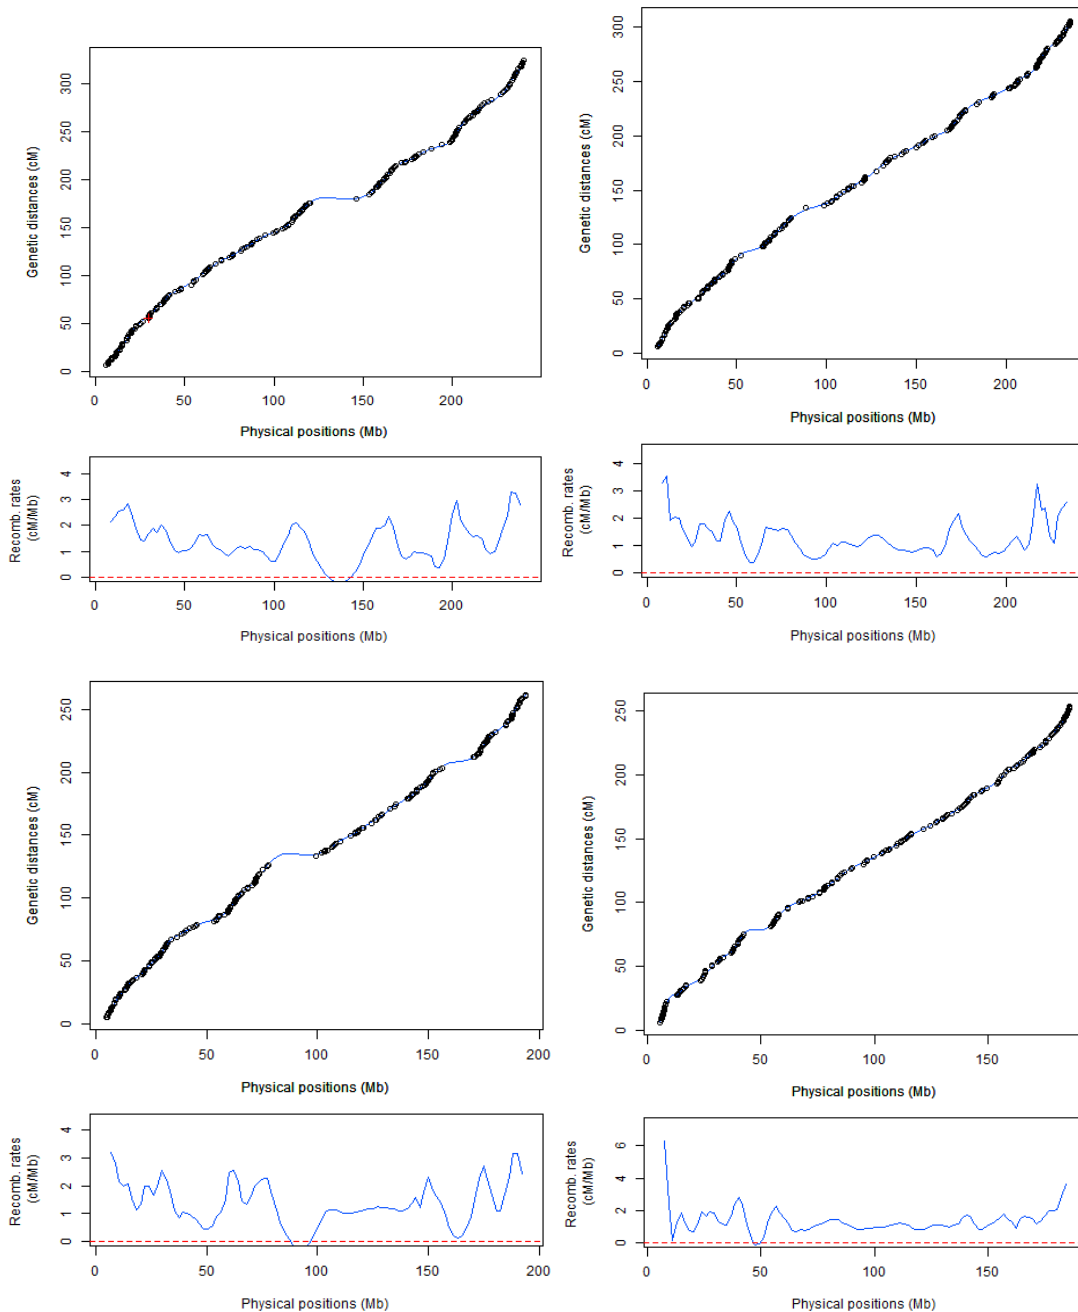 Genetic distances (cM)
0 50 100 150 200 250 300
0 50 100 150 200
Physical positions (Mb)
Recomb. rates
(cM/Mb)
0 1 2 3 4
0 50 100 150 200
Physical positions (Mb)
Genetic distances (cM)
0 50 100 150 200 250 300
0 50 100 150 200
Physical positions (Mb)
Recomb. rates
(cM/Mb)
0 1 2 3 4
0 50 100 150 200
Physical positions (Mb)
Genetic distances (cM)
0 50 100 150 200 250
0 50 100 150 200
Physical positions (Mb)
Recomb. rates
(cM/Mb)
0 1 2 3 4
0 50 100 150 200
Physical positions (Mb)
Genetic distances (cM)
0 50 100 150 200 250
0 50 100 150
Physical positions (Mb)
Recomb. rates
(cM/Mb)
0 2 4 6
0 50 100 150
Physical positions (Mb)